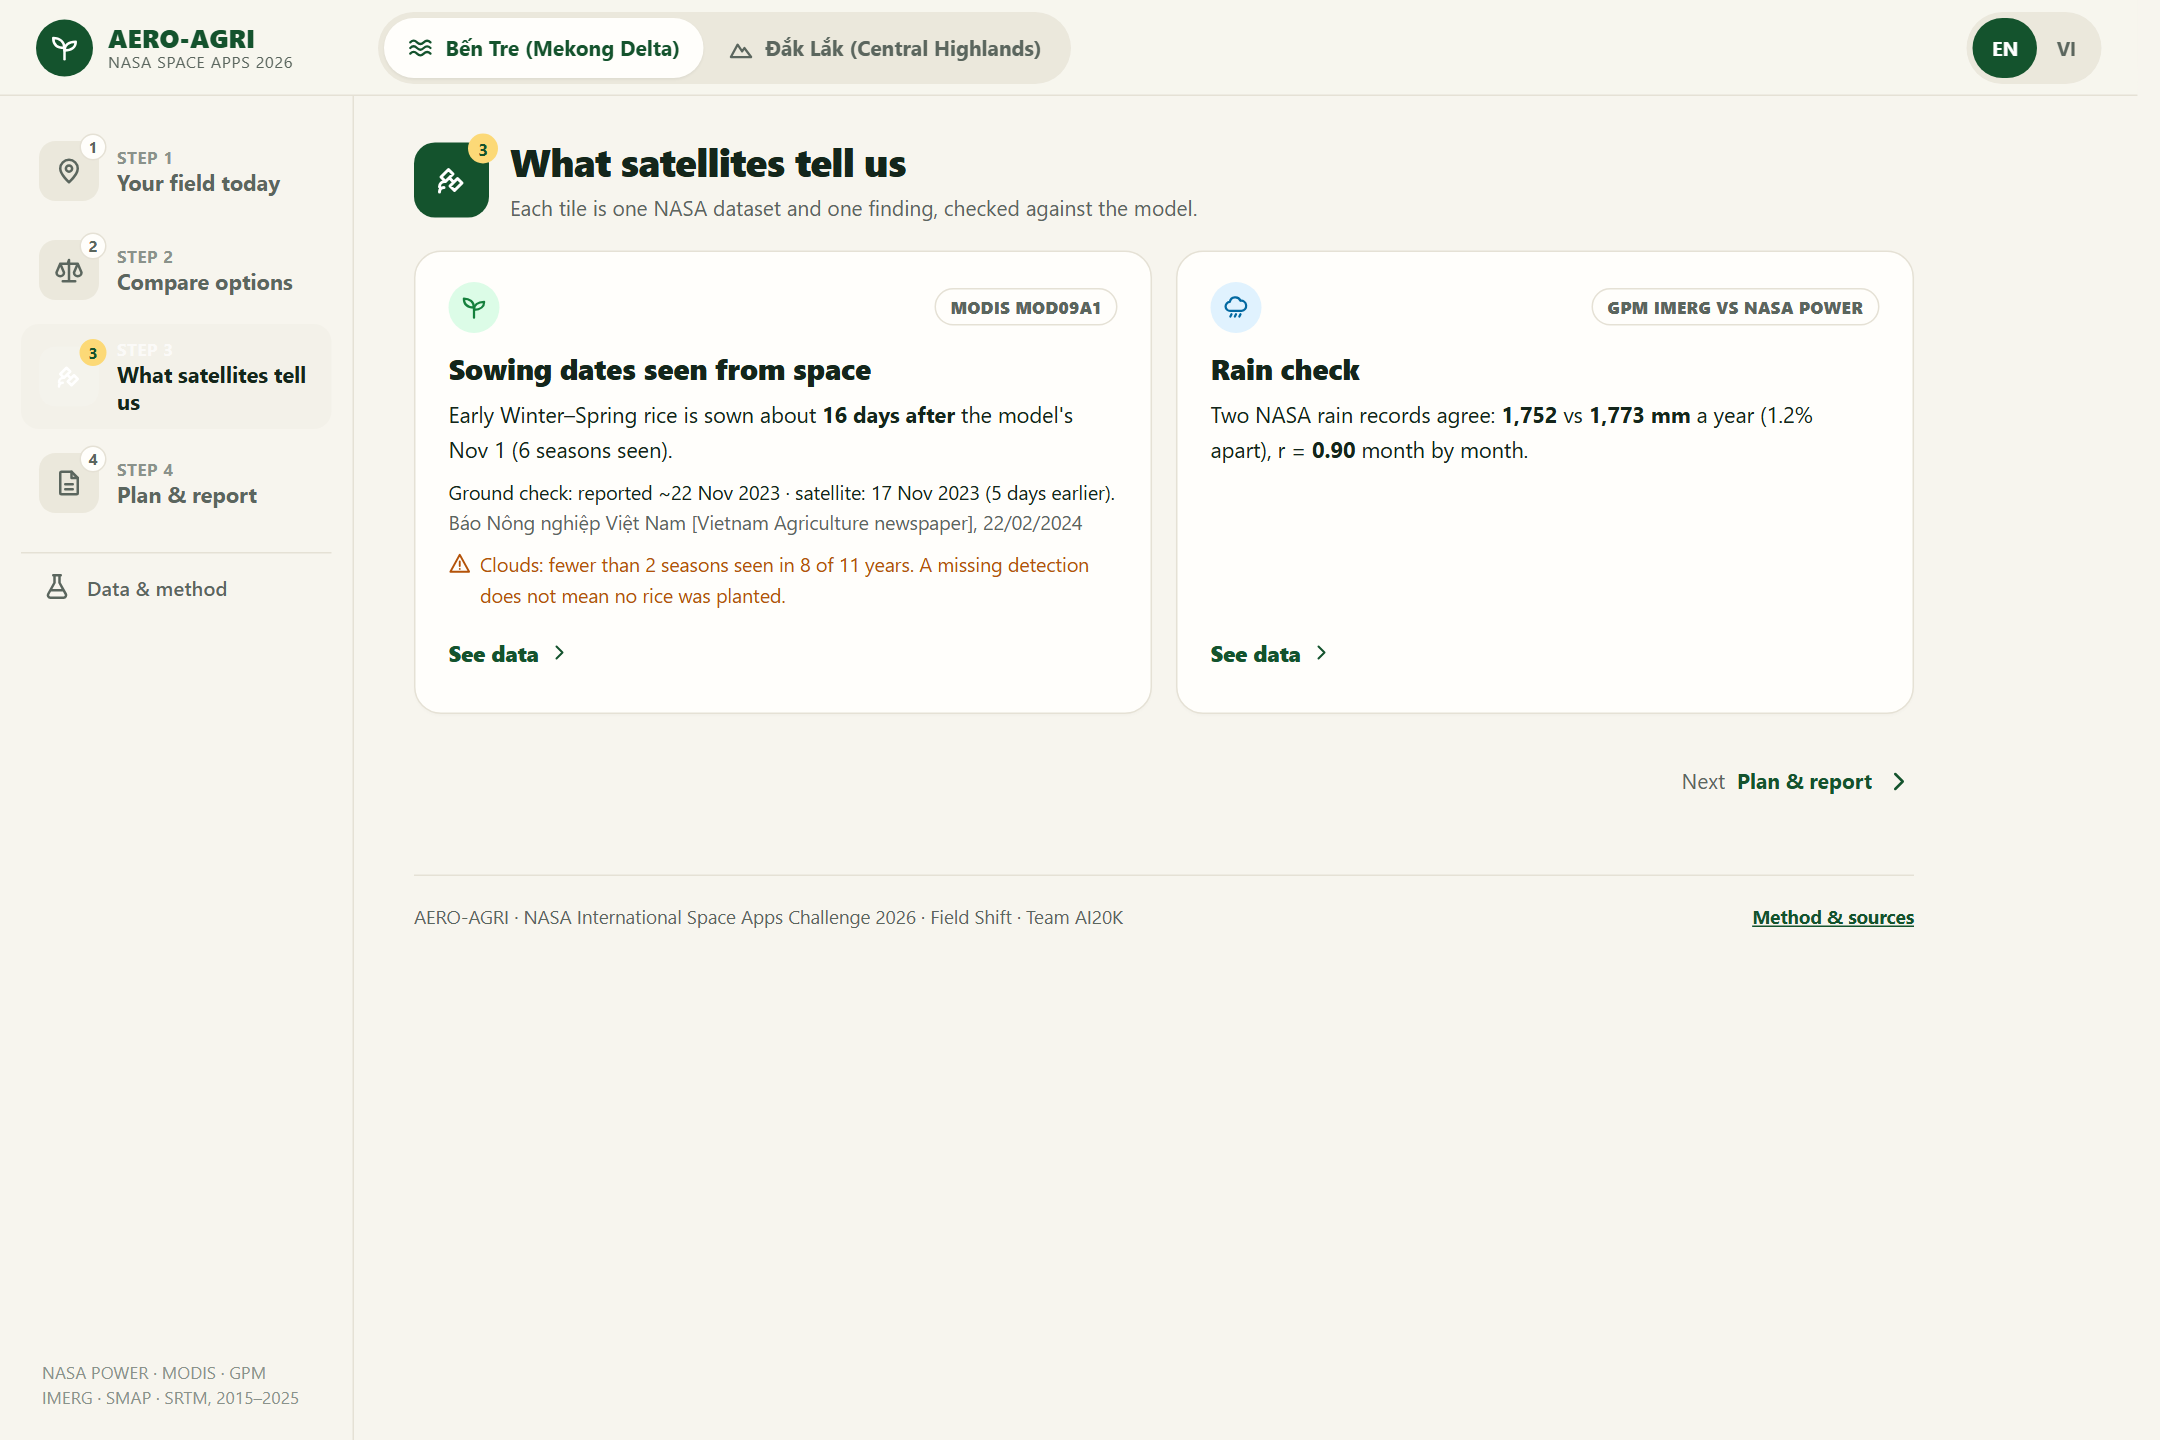 AERO-AGRI
NASA SPACE APPS 2026
Bến Tre (Mekong Delta)
Đắk Lắk (Central Highlands)
EN
VI
1
STEP 1
Your field today
2
STEP 2
Compare options
3
STEP 3
What satellites tell
us
4
STEP 4
Plan & report
Data & method
NASA POWER · MODIS · GPM
IMERG · SMAP · SRTM, 2015–2025
3
What satellites tell us
Each tile is one NASA dataset and one finding, checked against the model.
MODIS MOD09A1
Sowing dates seen from space
Early Winter–Spring rice is sown about 16 days after the model's
Nov 1 (6 seasons seen).
Ground check: reported ~22 Nov 2023 · satellite: 17 Nov 2023 (5 days earlier).
Báo Nông nghiệp Việt Nam [Vietnam Agriculture newspaper], 22/02/2024
Clouds: fewer than 2 seasons seen in 8 of 11 years. A missing detection
does not mean no rice was planted.
See data
GPM IMERG VS NASA POWER
Rain check
Two NASA rain records agree: 1,752 vs 1,773 mm a year (1.2%
apart), r = 0.90 month by month.
See data
Next Plan & report
AERO-AGRI · NASA International Space Apps Challenge 2026 · Field Shift · Team AI20K
Method & sources